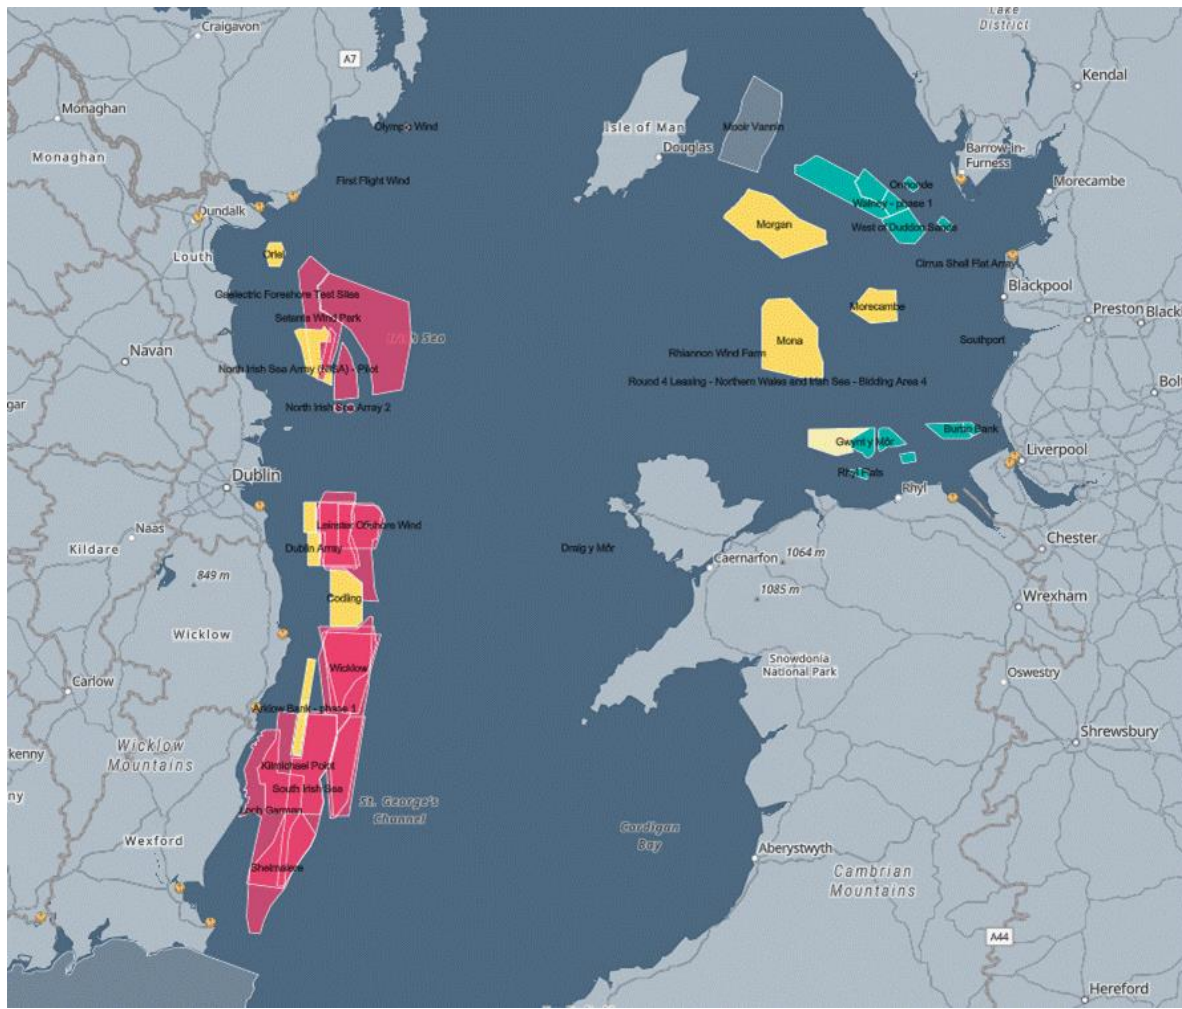 Lake
District
Craigavon
A7
Kendal
Monaghan
Olympic Wind
Isle of Man
Mooir Vannin
Monaghan
Douglas
Barrow-in-
Furness
First Flight Wind
Ormonde
Morecambe
Dundalk
Walney - phase 1
Morgan
West of Duddon Sands
Oriel
Louth
Cirrus Shell Flat Array
Blackpool
Gaelectric Foreshore Test Sites
Morecambe
Preston
Setanta Wind Park
Irish Sea
Mona
Southport
Navan
Rhiannon Wind Farm
North Irish Sea Array (NISA) - Pilot
Round 4 Leasing - Northern Wales and Irish Sea - Bidding Area 4
North Irish Sea Array 2
Burbo Bank
Gwynt y Môr
Liverpool
Dublin
Rhyl Flats
Rhyl
Leinster Offshore Wind
Naas
Chester
Kildare
Dublin Array
Draig y Môr
1064 m
Caernarfon
849 m
1085 m
Codling
Wrexham
Wicklow
Snowdonia
National Park
Wicklow
Oswestry
Carlow
Arklow Bank - phase 1
Shrewsbury
Wicklow
Mountains
kenny
Kilmichael Point
South Irish Sea
ny
St. George's
Channel
Loch Garman
Cardigan
Bay
Wexford
Aberystwyth
Shelmalere
Cambrian
Mountains
A44
Hereford